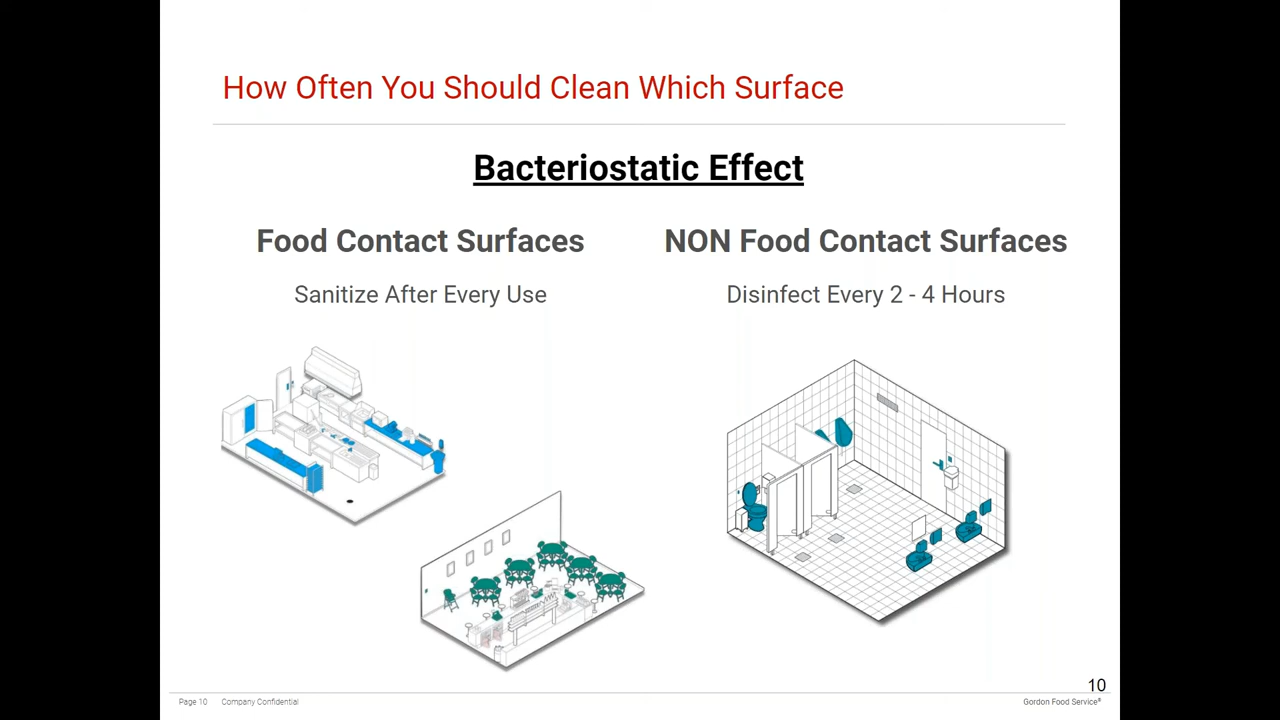 How Often You Should Clean Which Surface
Bacteriostatic Effect
Food Contact Surfaces
Sanitize After Every Use
NON Food Contact Surfaces
Disinfect Every 2 - 4 Hours
10
Page 10 Company Confidential
Gordon Food Service®